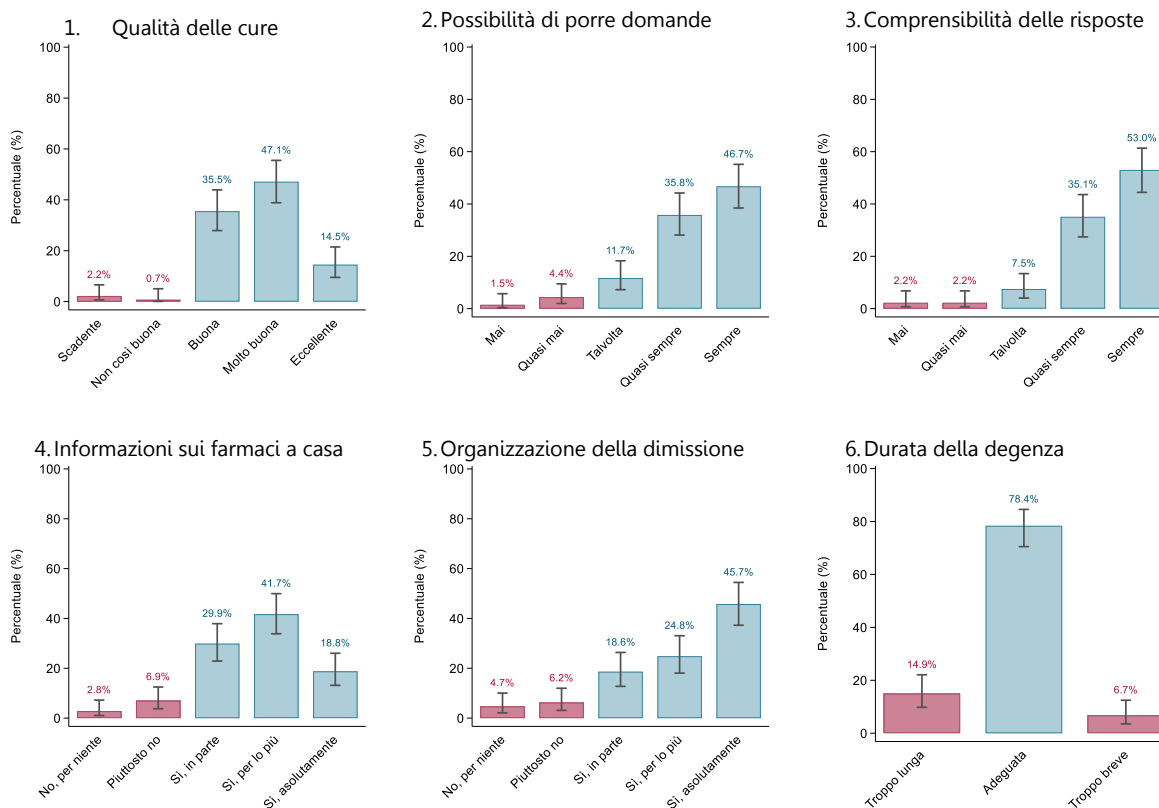 1. Qualità delle cure
Percentuale (%)
100
80
60
40
20
0
2.2%
0.7%
35.5%
47.1%
14.5%
Scadente
Non così buona
Buona
Molto buona
Eccellente
2. Possibilità di porre domande
Percentuale (%)
100
80
60
40
20
0
1.5%
4.4%
11.7%
35.8%
46.7%
Mai
Quasi mai
Talvolta
Quasi sempre
Sempre
3. Comprensibilità delle risposte
Percentuale (%)
100
80
60
40
20
0
2.2%
2.2%
7.5%
35.1%
53.0%
Mai
Quasi mai
Talvolta
Quasi sempre
Sempre
4. Informazioni sui farmaci a casa
Percentuale (%)
100
80
60
40
20
0
2.8%
6.9%
29.9%
41.7%
18.8%
No, per niente
Piuttosto no
Sì, in parte
Sì, per lo più
Sì, asolutamente
5. Organizzazione della dimissione
Percentuale (%)
100
80
60
40
20
0
4.7%
6.2%
18.6%
24.8%
45.7%
No, per niente
Piuttosto no
Sì, in parte
Sì, per lo più
Sì, asolutamente
6. Durata della degenza
Percentuale (%)
100
80
60
40
20
0
14.9%
78.4%
6.7%
Troppo lunga
Adeguata
Troppo breve